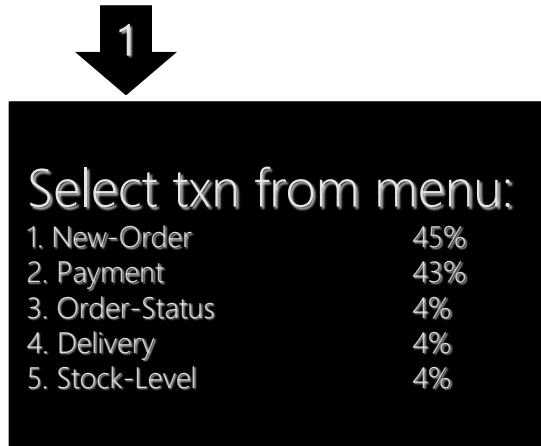 1
Select txn from menu:
1. New-Order 45%
2. Payment 43%
3. Order-Status 4%
4. Delivery 4%
5. Stock-Level 4%